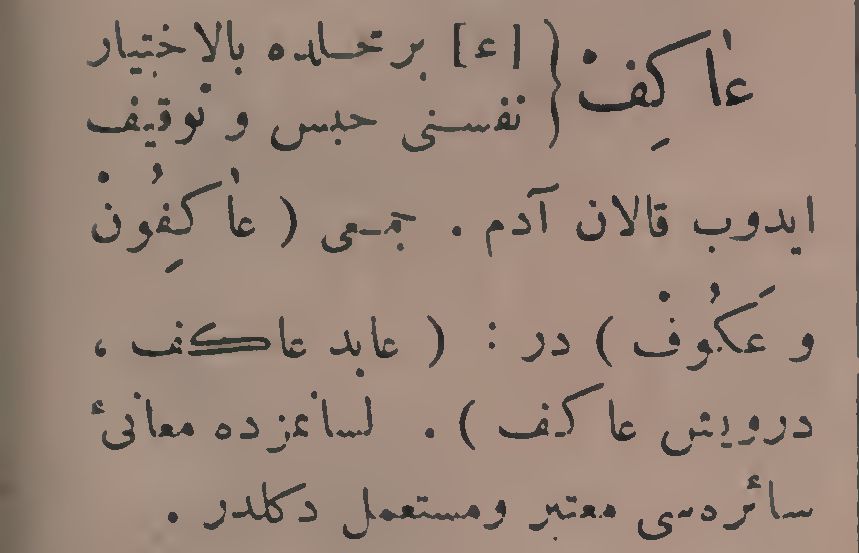 عاكِف { [ع] بر محلده بالاختيار
نفسنى حبس و توقيف
ايدوب قالان آدم . جمعى ( عاكِفُون
و عَكُوف ) در : ( عابد عاكف ،
درويش عاكف ) . لسانمزده معانئ
سائره‌سى معتبر ومستعمل دكلدر .